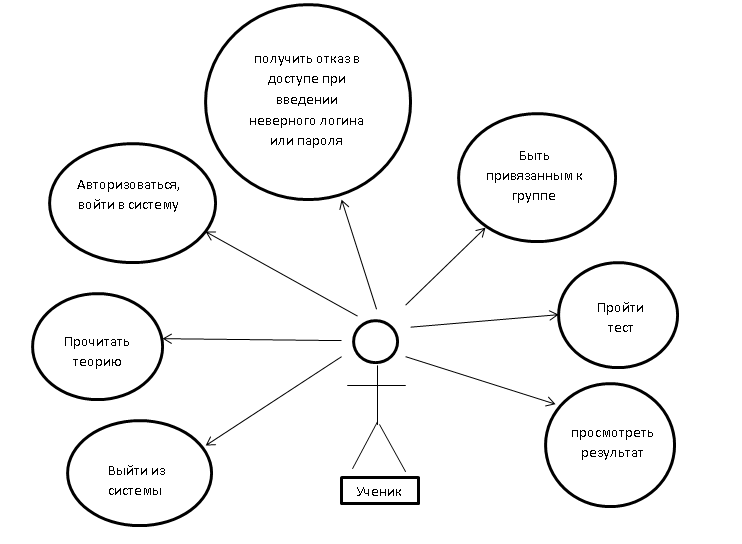 получить отказ в
доступе при
введении
неверного логина
или пароля
Быть
привязанным к
группе
Авторизоваться,
войти в систему
Пройти
тест
Прочитать
теорию
просмотреть
результат
Выйти из
системы
Ученик